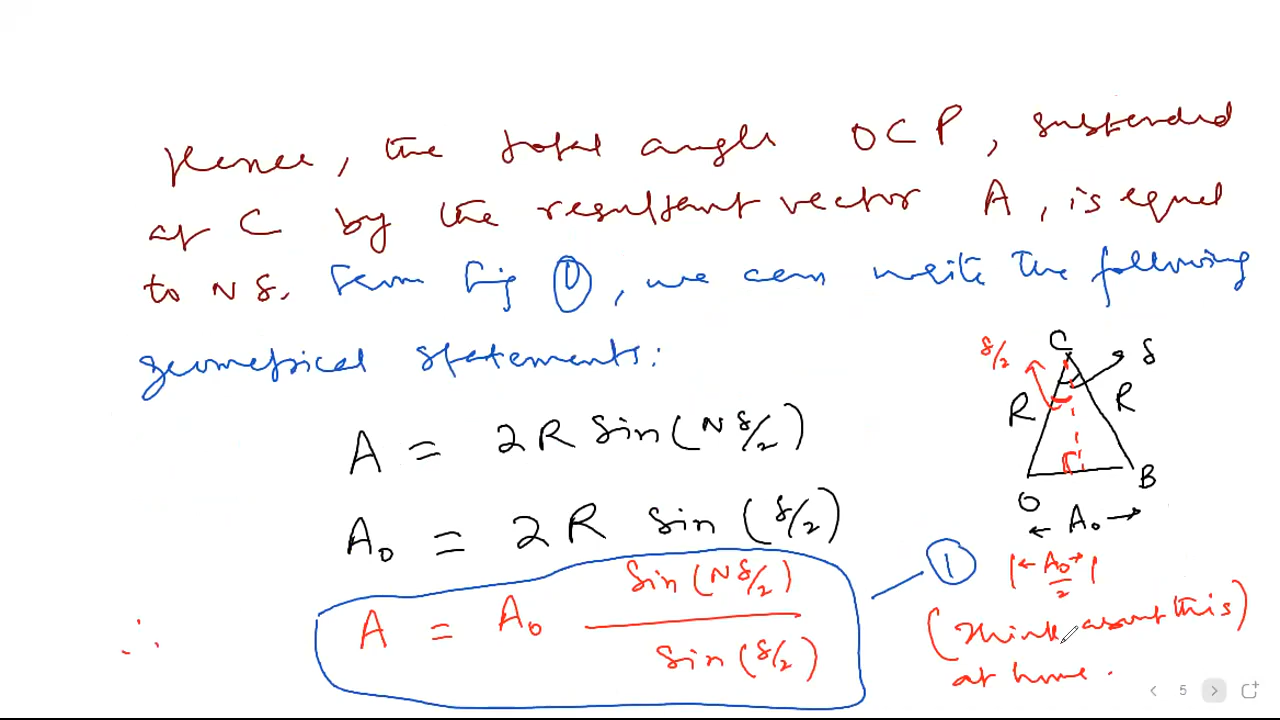 Hence, the total angle OCP, suspended
at C by the resultant vector A, is equal
to Nδ. From Fig ①, we can write the following
geometrical statements:
A = 2R sin(Nδ/2)
A₀ = 2R sin(δ/2)
∴ A = A₀ sin(Nδ/2) / sin(δ/2) — ①
C
δ/2
δ
R
R
O
B
← A₀ →
|← A₀/2 →|
(Think about this)
at home.
5